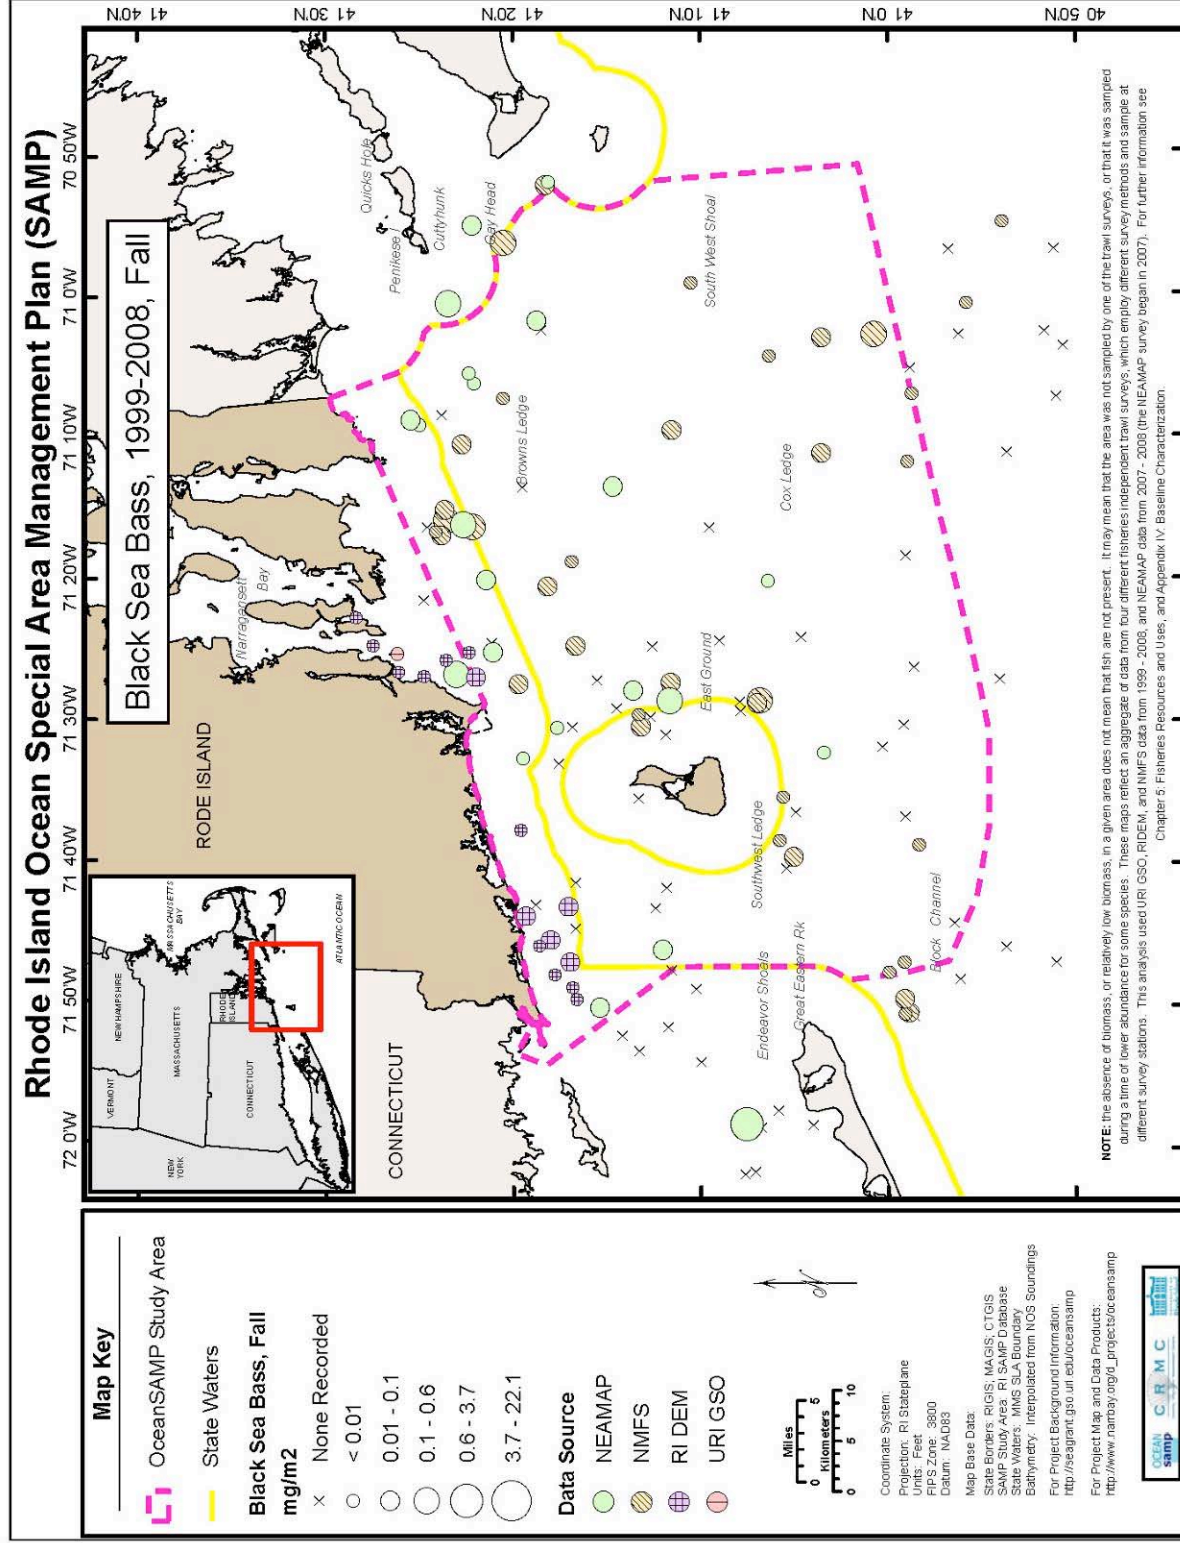 Rhode Island Ocean Special Area Management Plan (SAMP)
Black Sea Bass, 1999-2008, Fall
Map Key
OceanSAMP Study Area
State Waters
Black Sea Bass, Fall
mg/m2
None Recorded
< 0.01
0.01 - 0.1
0.1 - 0.6
0.6 - 3.7
3.7 - 22.1
Data Source
NEAMAP
NMFS
RI DEM
URI GSO
Miles
0 5
Kilometers
0 5 10
Coordinate System:
Projection: RI Stateplane
Units: Feet
FIPS Zone: 3800
Datum: NAD83
Map Base Data:
State Borders: RIGIS; MAGIS; CTGIS
SAMP Study Area: RI SAMP Database
State Waters: MMS SLA Boundary
Bathymetry: Interpolated from NOS Soundings
For Project Background Information:
http://seagrant.gso.uri.edu/oceansamp
For Project Map and Data Products:
http://www.narrbay.org/d_projects/oceansamp
OCEAN
samp
CRMC
72 0'W
71 50'W
71 40'W
71 30'W
71 20'W
71 10'W
71 0'W
70 50'W
41 40'N
41 30'N
41 20'N
41 10'N
41 0'N
40 50'N
VERMONT
NEW HAMPSHIRE
NEW
YORK
MASSACHUSETTS
MASSACHUSETTS
BAY
CONNECTICUT
RHODE
ISLAND
ATLANTIC OCEAN
RODE ISLAND
CONNECTICUT
Narragansett
Bay
Quicks Hole
Penikese
Cuttyhunk
Gay Head
Browns Ledge
South West Shoal
Cox Ledge
East Ground
Southwest Ledge
Endeavor Shoals
Great Eastern Rk
Block Channel
NOTE: the absence of biomass, or relatively low biomass, in a given area does not mean that fish are not present. It may mean that the area was not sampled by one of the trawl surveys, or that it was sampled
during a time of lower abundance for some species. These maps reflect an aggregate of data from four different fisheries independent trawl surveys, which employ different survey methods and sample at
different survey stations. This analysis used URI GSO, RIDEM, and NMFS data from 1999 - 2008, and NEAMAP data from 2007 - 2008 (the NEAMAP survey began in 2007). For further information see
Chapter 5: Fisheries Resources and Uses, and Appendix IV: Baseline Characterization.